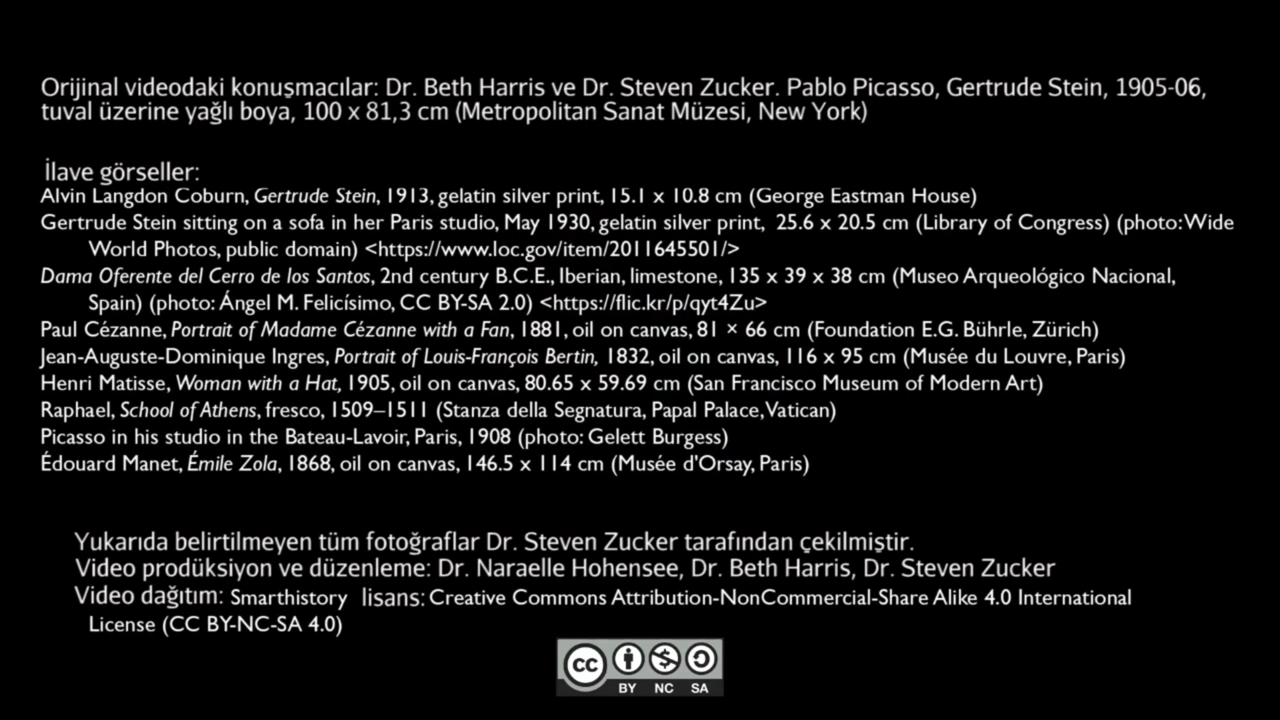 Orijinal videodaki konuşmacılar: Dr. Beth Harris ve Dr. Steven Zucker. Pablo Picasso, Gertrude Stein, 1905-06,
tuval üzerine yağlı boya, 100 x 81,3 cm (Metropolitan Sanat Müzesi, New York)
İlave görseller:
Alvin Langdon Coburn, Gertrude Stein, 1913, gelatin silver print, 15.1 x 10.8 cm (George Eastman House)
Gertrude Stein sitting on a sofa in her Paris studio, May 1930, gelatin silver print, 25.6 x 20.5 cm (Library of Congress) (photo: Wide
World Photos, public domain) <https://www.loc.gov/item/2011645501/>
Dama Oferente del Cerro de los Santos, 2nd century B.C.E., Iberian, limestone, 135 x 39 x 38 cm (Museo Arqueológico Nacional,
Spain) (photo: Ángel M. Felicísimo, CC BY-SA 2.0) <https://flic.kr/p/qyt4Zu>
Paul Cézanne, Portrait of Madame Cézanne with a Fan, 1881, oil on canvas, 81 × 66 cm (Foundation E.G. Bührle, Zürich)
Jean-Auguste-Dominique Ingres, Portrait of Louis-François Bertin, 1832, oil on canvas, 116 x 95 cm (Musée du Louvre, Paris)
Henri Matisse, Woman with a Hat, 1905, oil on canvas, 80.65 x 59.69 cm (San Francisco Museum of Modern Art)
Raphael, School of Athens, fresco, 1509–1511 (Stanza della Segnatura, Papal Palace, Vatican)
Picasso in his studio in the Bateau-Lavoir, Paris, 1908 (photo: Gelett Burgess)
Édouard Manet, Émile Zola, 1868, oil on canvas, 146.5 x 114 cm (Musée d'Orsay, Paris)
Yukarıda belirtilmeyen tüm fotoğraflar Dr. Steven Zucker tarafından çekilmiştir.
Video prodüksiyon ve düzenleme: Dr. Naraelle Hohensee, Dr. Beth Harris, Dr. Steven Zucker
Video dağıtım: Smarthistory lisans: Creative Commons Attribution-NonCommercial-Share Alike 4.0 International
License (CC BY-NC-SA 4.0)
cc
BY NC SA